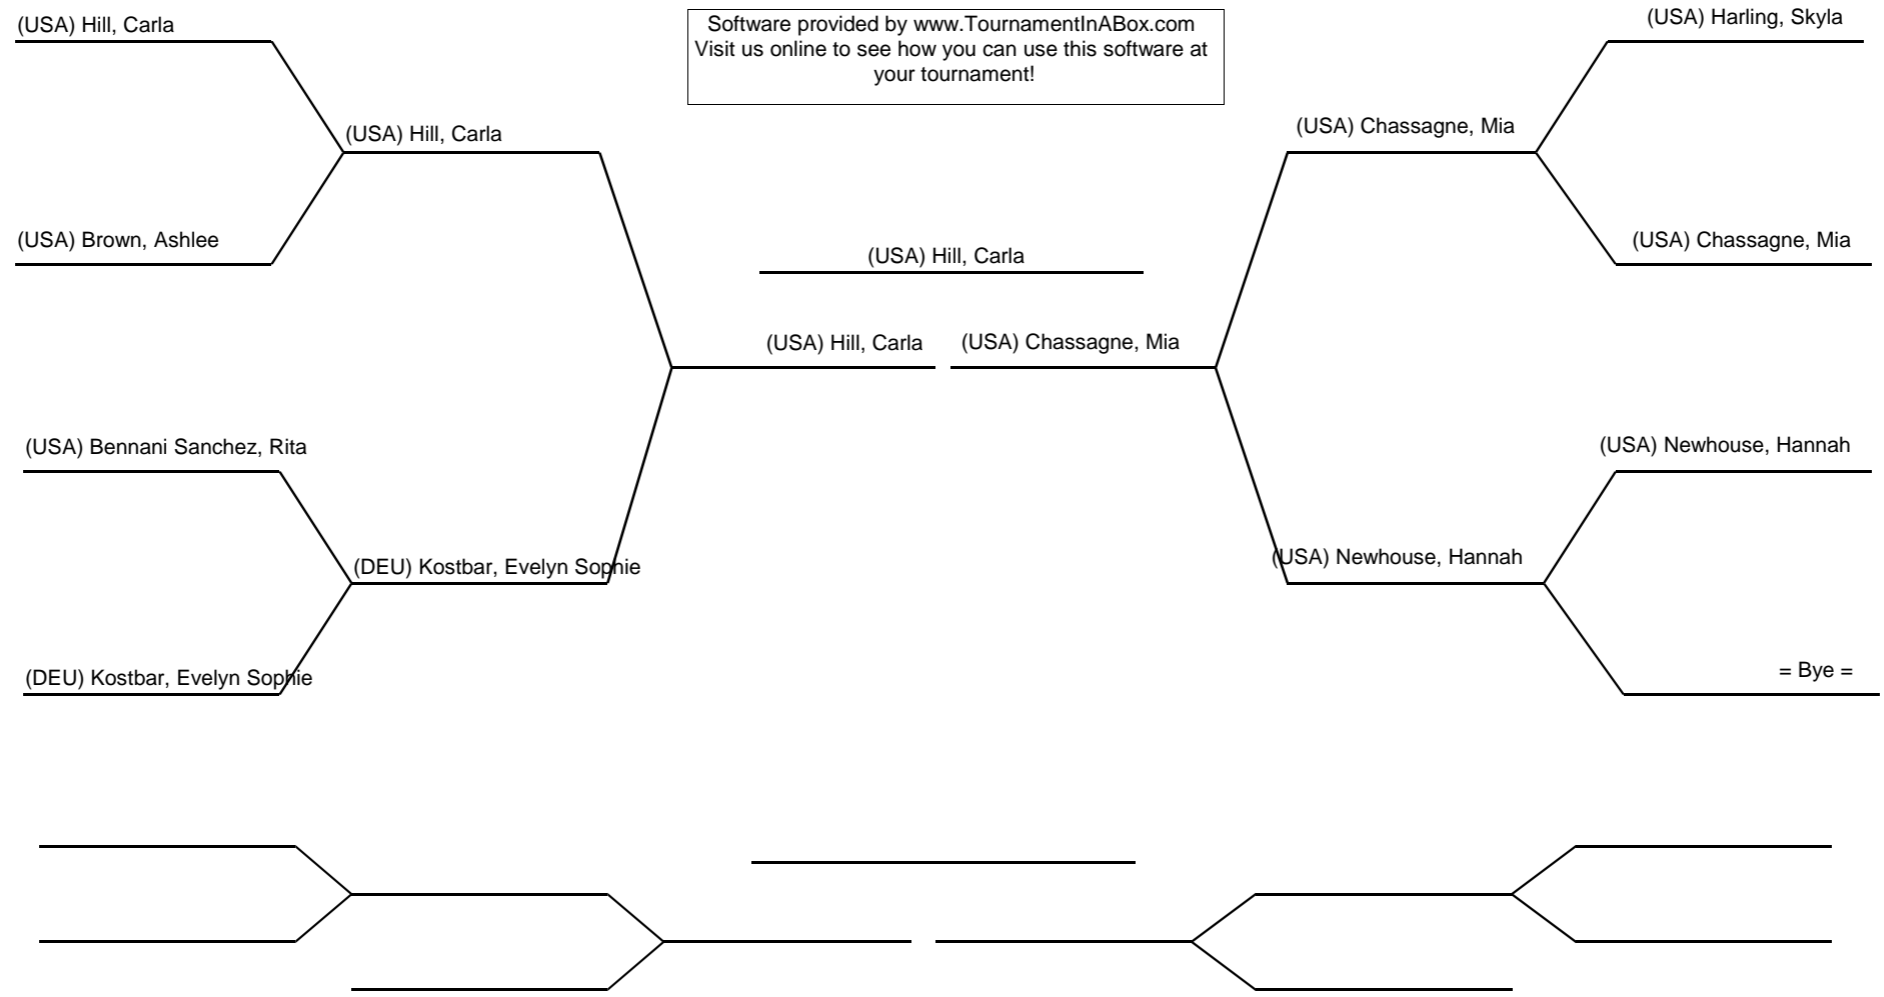 (USA) Hill, Carla
Software provided by www.TournamentInABox.com
Visit us online to see how you can use this software at
your tournament!
(USA) Harling, Skyla
(USA) Hill, Carla
(USA) Chassagne, Mia
(USA) Brown, Ashlee
(USA) Hill, Carla
(USA) Chassagne, Mia
(USA) Hill, Carla
(USA) Chassagne, Mia
(USA) Bennani Sanchez, Rita
(USA) Newhouse, Hannah
(DEU) Kostbar, Evelyn Sophie
(USA) Newhouse, Hannah
(DEU) Kostbar, Evelyn Sophie
= Bye =